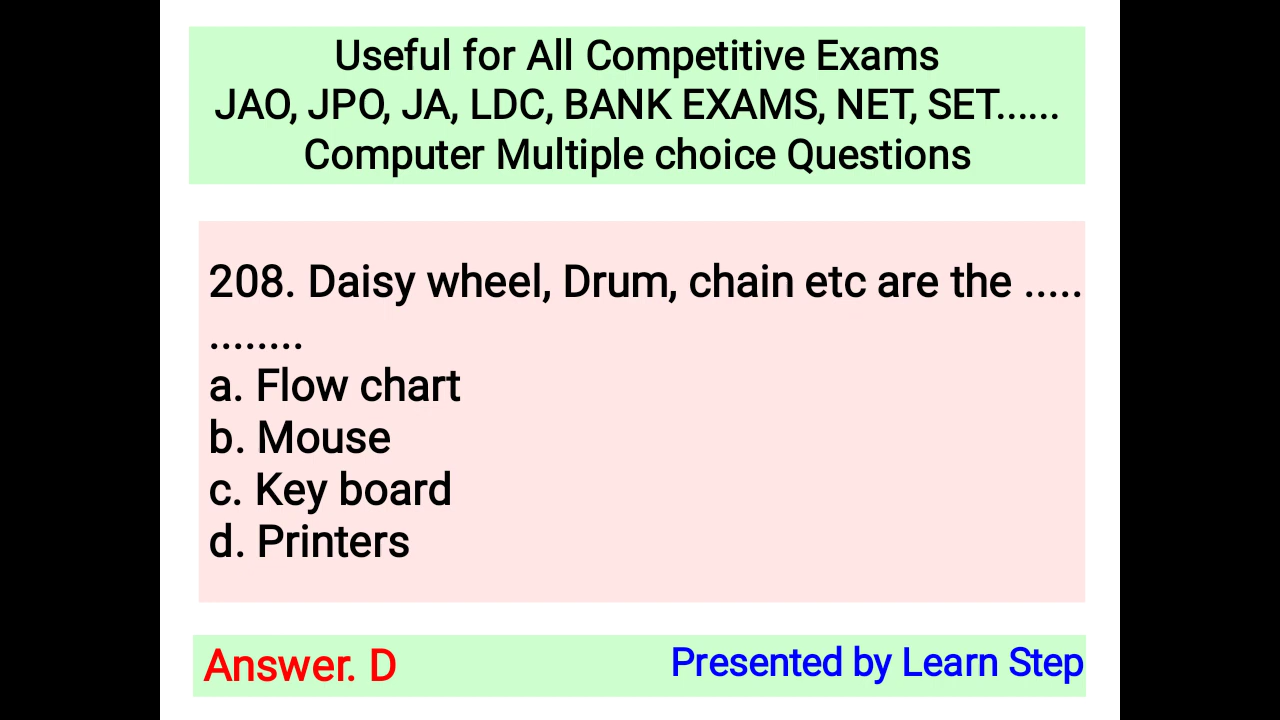 Useful for All Competitive Exams
JAO, JPO, JA, LDC, BANK EXAMS, NET, SET......
Computer Multiple choice Questions
208. Daisy wheel, Drum, chain etc are the .....
........
a. Flow chart
b. Mouse
c. Key board
d. Printers
Answer. D
Presented by Learn Step